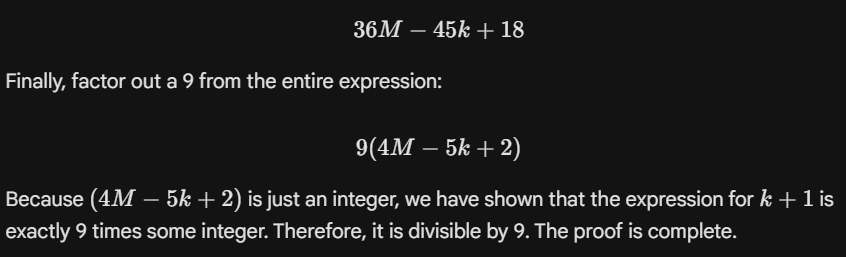 36M − 45k + 18
Finally, factor out a 9 from the entire expression:
9(4M − 5k + 2)
Because (4M − 5k + 2) is just an integer, we have shown that the expression for k + 1 is
exactly 9 times some integer. Therefore, it is divisible by 9. The proof is complete.